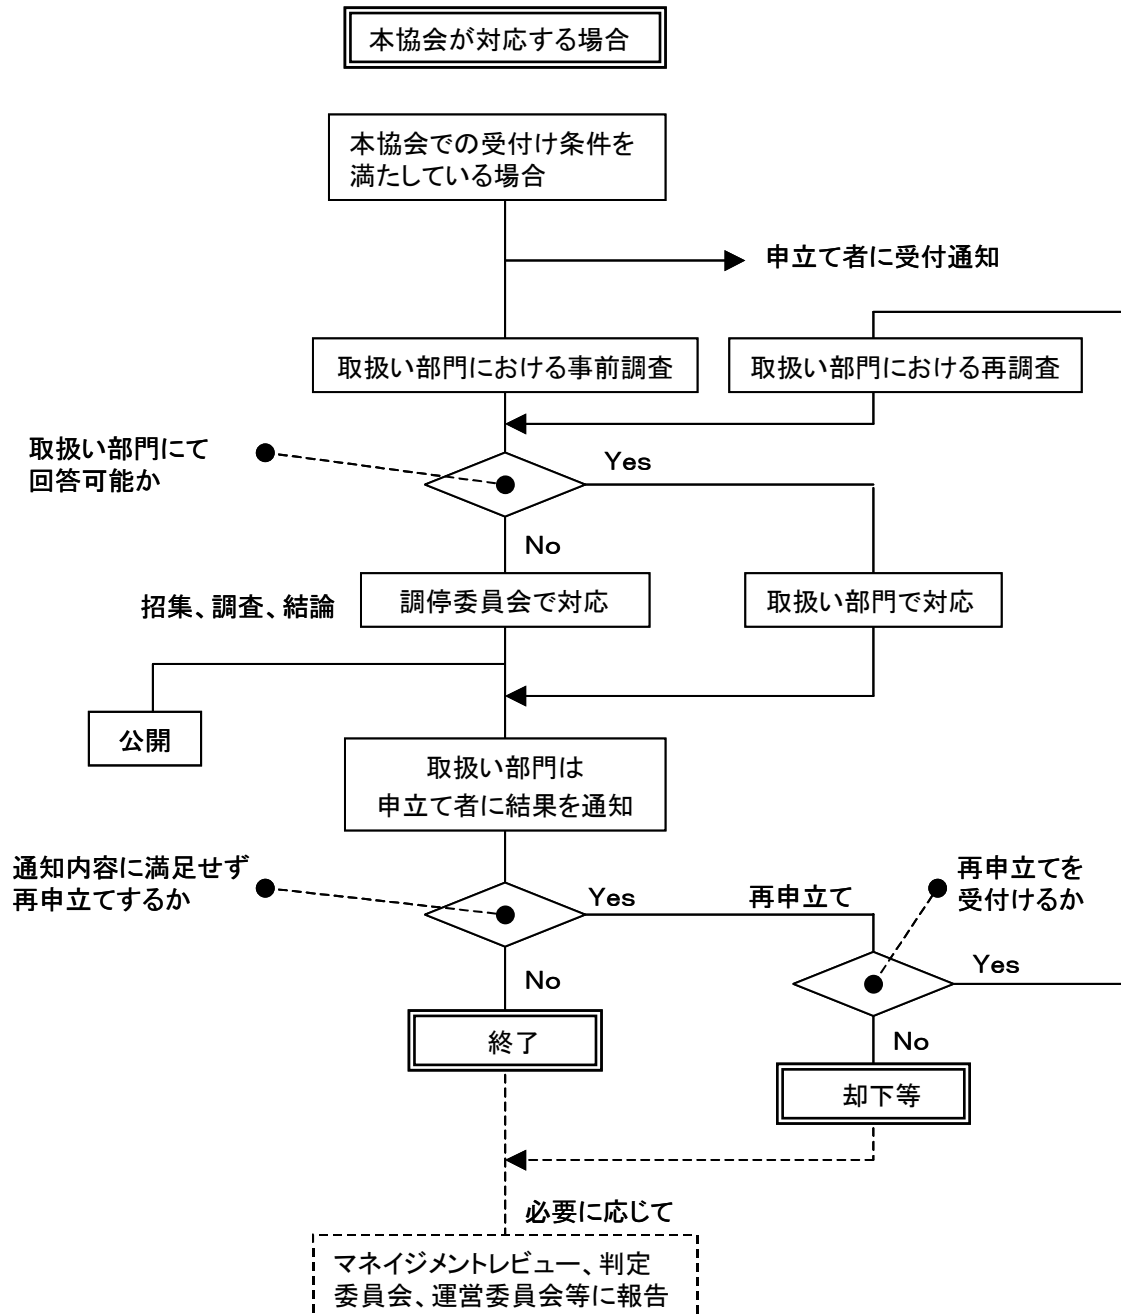 本協会が対応する場合
本協会での受付け条件を
満たしている場合
申立て者に受付通知
取扱い部門における事前調査
取扱い部門における再調査
取扱い部門にて
回答可能か
Yes
No
招集、調査、結論
調停委員会で対応
取扱い部門で対応
公開
取扱い部門は
申立て者に結果を通知
通知内容に満足せず
再申立てするか
Yes
再申立て
再申立てを
受付けるか
Yes
No
終了
No
却下等
必要に応じて
マネイジメントレビュー、判定
委員会、運営委員会等に報告